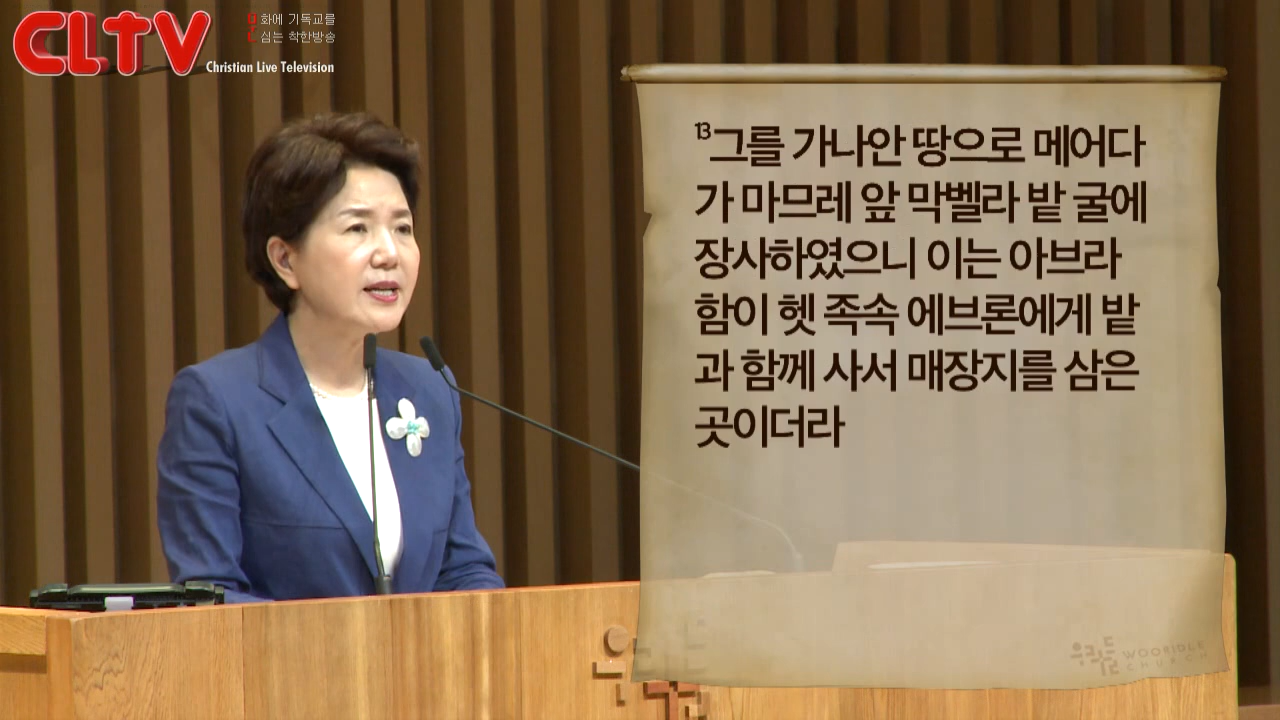 CLTV
문화에 기독교를
심는 착한방송
Christian Live Television
13그를 가나안 땅으로 메어다
가 마므레 앞 막벨라 밭 굴에
장사하였으니 이는 아브라
함이 헷 족속 에브론에게 밭
과 함께 사서 매장지를 삼은
곳이더라
우리들
WOORIDUL
CHURCH